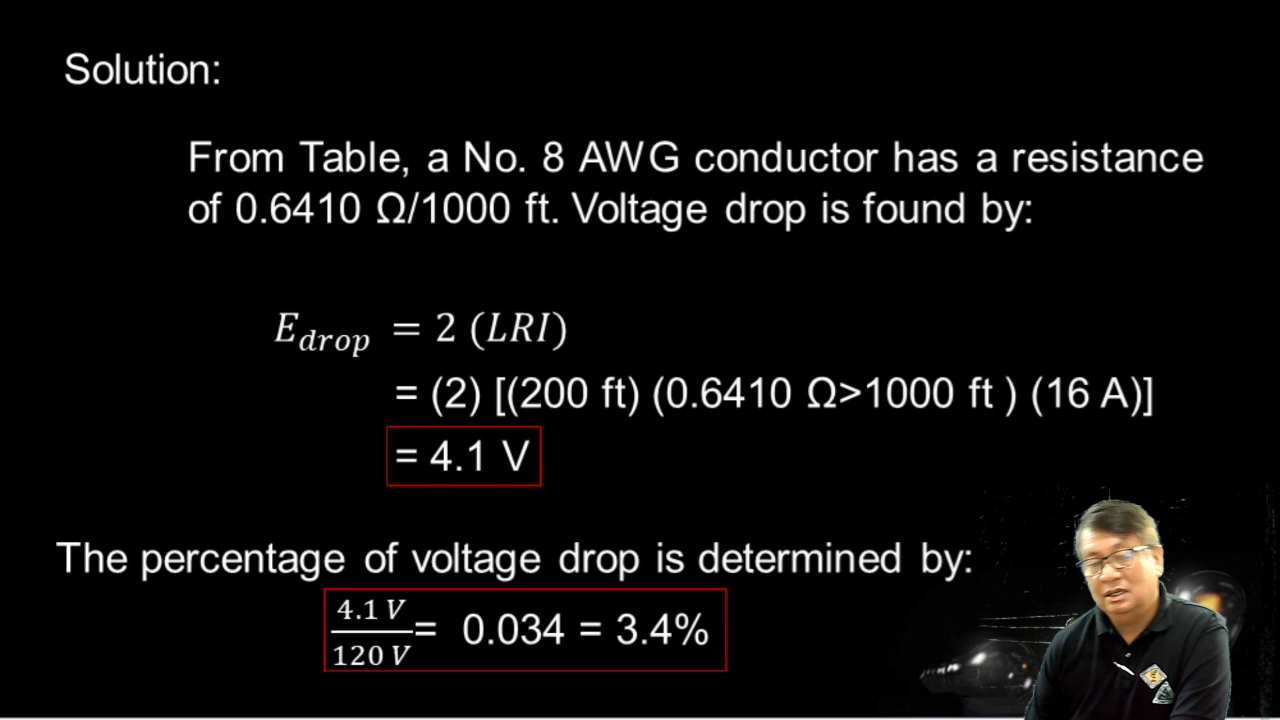 Solution:
From Table, a No. 8 AWG conductor has a resistance
of 0.6410 Ω/1000 ft. Voltage drop is found by:
E_drop = 2 (LRI)
= (2) [(200 ft) (0.6410 Ω>1000 ft ) (16 A)]
= 4.1 V
The percentage of voltage drop is determined by:
4.1 V
120 V = 0.034 = 3.4%